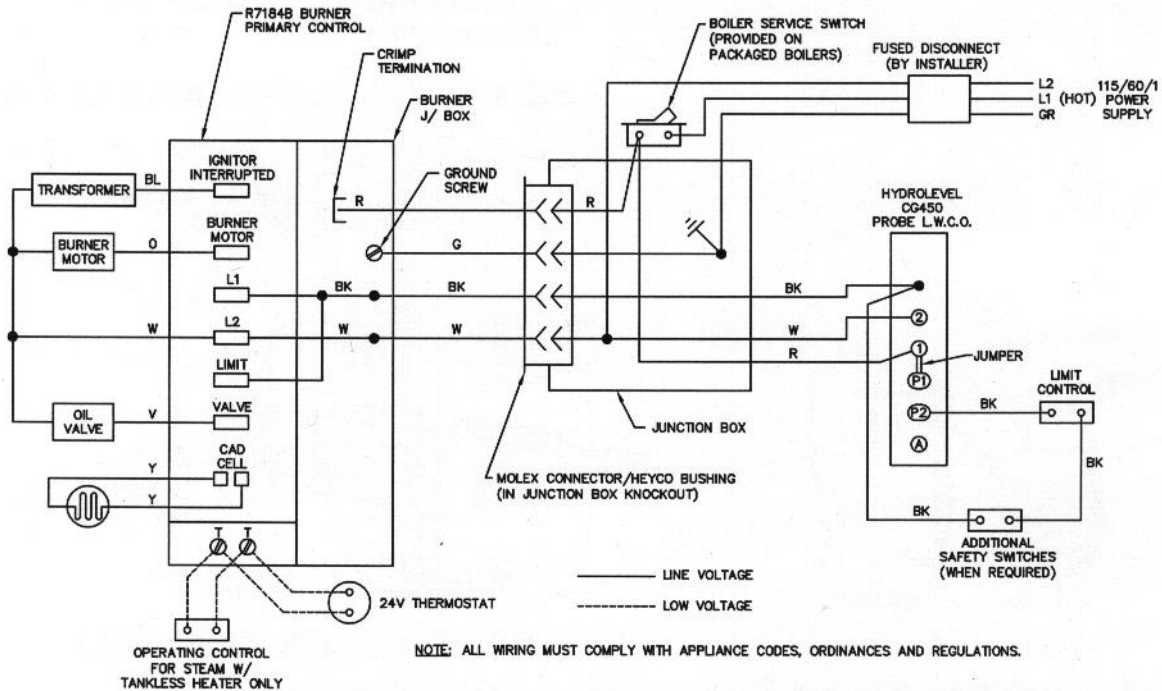 R7184B BURNER
PRIMARY CONTROL
CRIMP
TERMINATION
BURNER
J/ BOX
BOILER SERVICE SWITCH
(PROVIDED ON
PACKAGED BOILERS)
FUSED DISCONNECT
(BY INSTALLER)
L2
L1 (HOT)
GR
115/60/1
POWER
SUPPLY
TRANSFORMER
BL
IGNITOR
INTERRUPTED
BURNER
MOTOR
O
BURNER
MOTOR
L1
W
L2
LIMIT
OIL
VALVE
V
VALVE
Y
Y
CAD
CELL
T
T
R
GROUND
SCREW
G
BK
BK
W
W
R
BK
W
R
HYDROLEVEL
CG450
PROBE L.W.C.O.
2
1
P1
JUMPER
P2
A
BK
LIMIT
CONTROL
BK
BK
ADDITIONAL
SAFETY SWITCHES
(WHEN REQUIRED)
JUNCTION BOX
MOLEX CONNECTOR/HEYCO BUSHING
(IN JUNCTION BOX KNOCKOUT)
LINE VOLTAGE
LOW VOLTAGE
24V THERMOSTAT
OPERATING CONTROL
FOR STEAM W/
TANKLESS HEATER ONLY
NOTE: ALL WIRING MUST COMPLY WITH APPLIANCE CODES, ORDINANCES AND REGULATIONS.